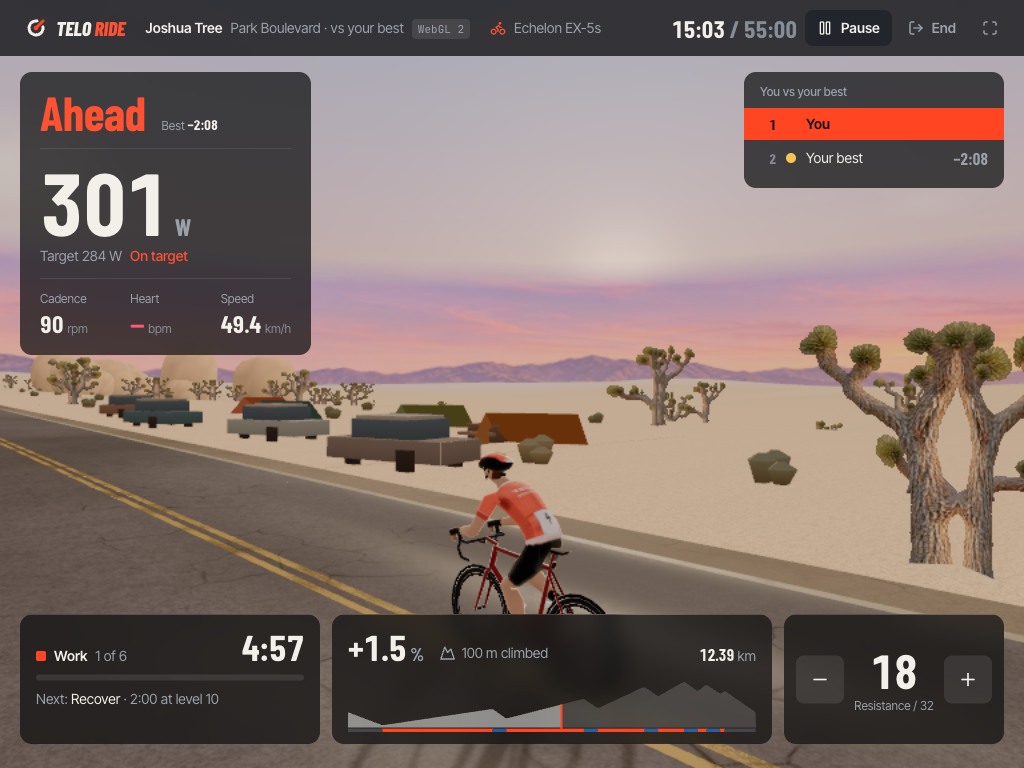 TELO RIDE Joshua Tree Park Boulevard · vs your best WebGL 2 Echelon EX-5s 15:03 / 55:00 Pause End
Ahead Best −2:08
301 W
Target 284 W On target
Cadence Heart Speed
90 rpm – bpm 49.4 km/h
You vs your best
1 You
2 Your best −2:08
Work 1 of 6 4:57
Next: Recover · 2:00 at level 10
+1.5 % 100 m climbed 12.39 km
− 18 +
Resistance / 32